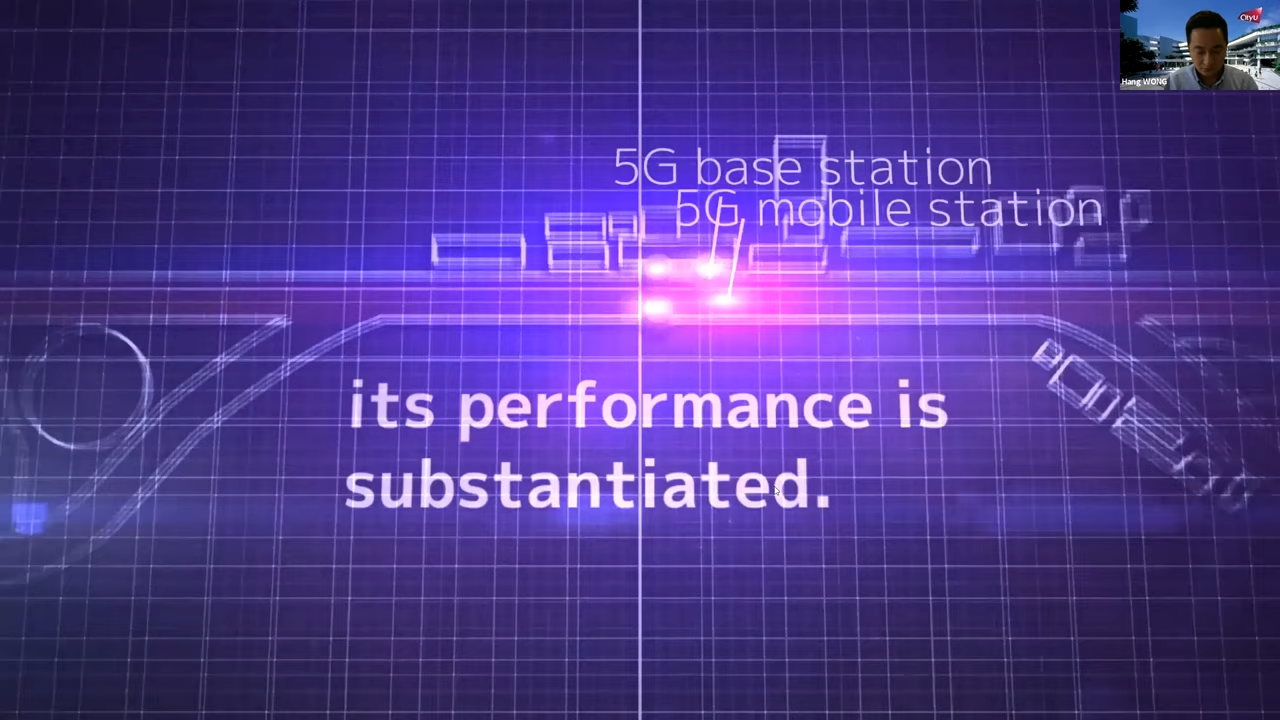 CityU
Hang WONG
5G base station
5G mobile station
its performance is
substantiated.